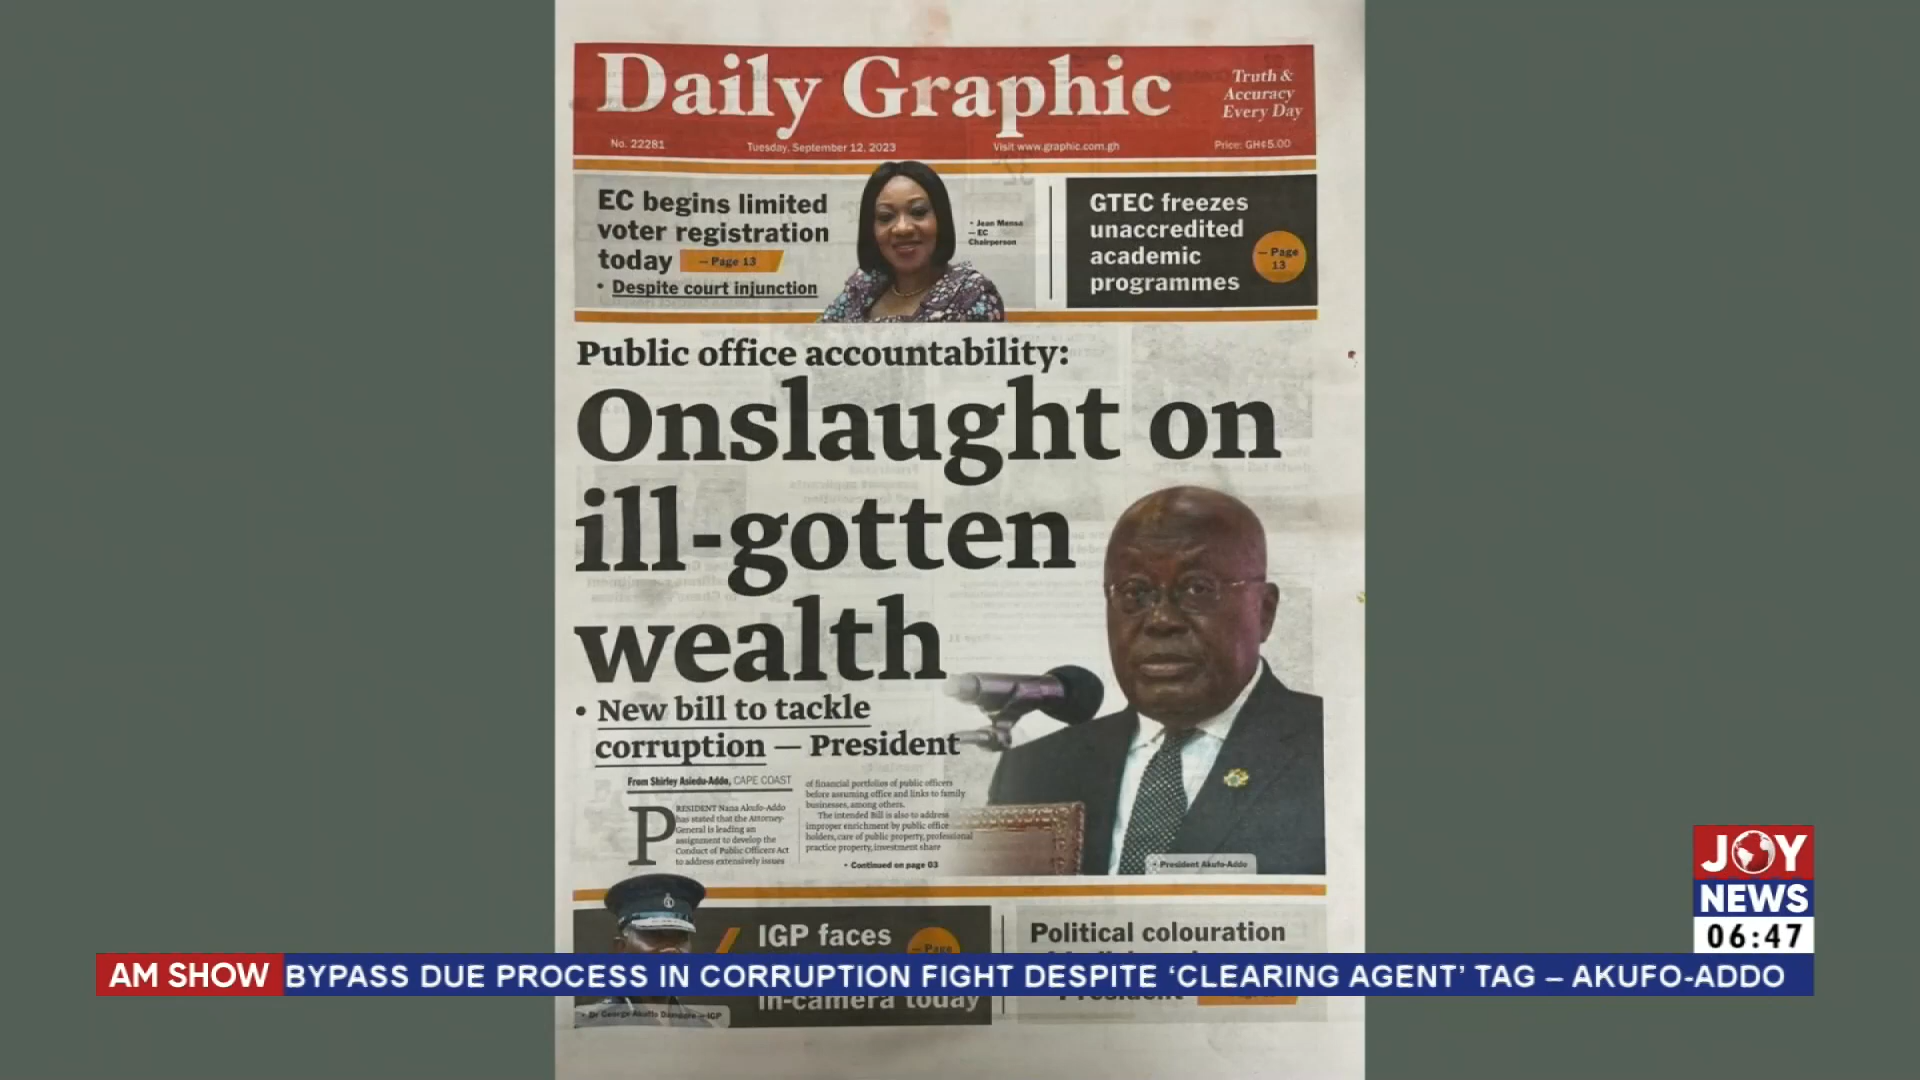 Daily Graphic
Truth &
Accuracy
Every Day
No. 22281
Tuesday, September 12, 2023
Visit www.graphic.com.gh
Price: GH¢5.00
EC begins limited
voter registration
today
– Page 13
• Despite court injunction
• Jean Mensa
— EC
Chairperson
GTEC freezes
unaccredited
academic
programmes
– Page
13
Public office accountability:
Onslaught on
ill-gotten
wealth
• New bill to tackle
corruption — President
From Shirley Asiedu-Addo, CAPE COAST
PRESIDENT Nana Akufo-Addo
has stated that the Attorney-
General is leading an
assignment to develop the
Conduct of Public Officers Act
to address extensively issues
of financial portfolios of public officers
before assuming office and links to family
businesses, among others.
The intended Bill is also to address
improper enrichment by public office
holders, care of public property, professional
practice property, investment share
• Continued on page 03
• President Akufo-Addo
IGP faces
– Page
in-camera today
• Dr George Akuffo Dampare — IGP
Political colouration
President
JOY
NEWS
06:47
AM SHOW
BYPASS DUE PROCESS IN CORRUPTION FIGHT DESPITE ‘CLEARING AGENT’ TAG – AKUFO-ADDO